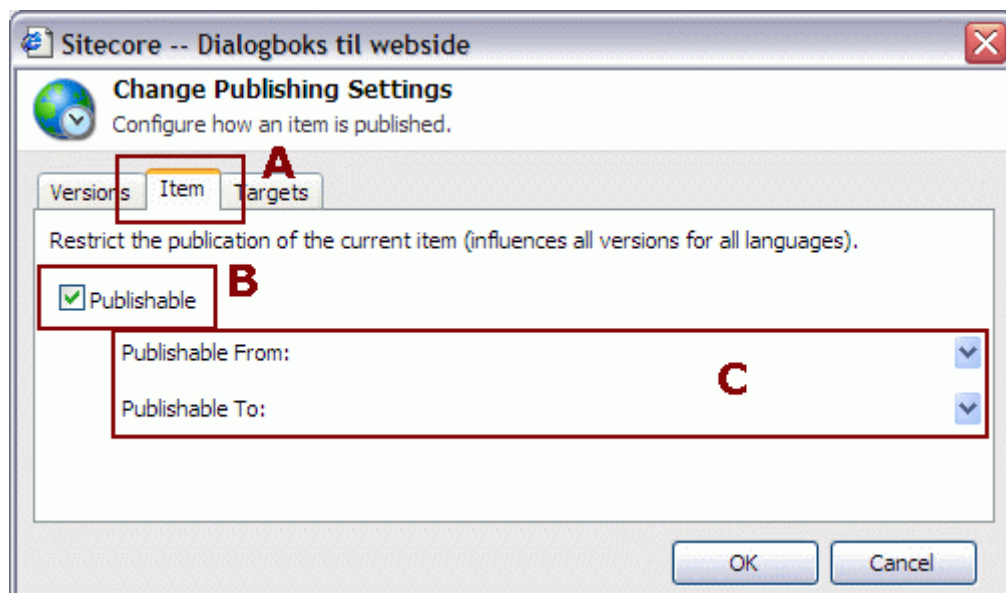 Sitecore -- Dialogboks til webside
Change Publishing Settings
Configure how an item is published.
A
Versions Item Targets
Restrict the publication of the current item (influences all versions for all languages).
B
Publishable
Publishable From:
C
Publishable To:
OK Cancel